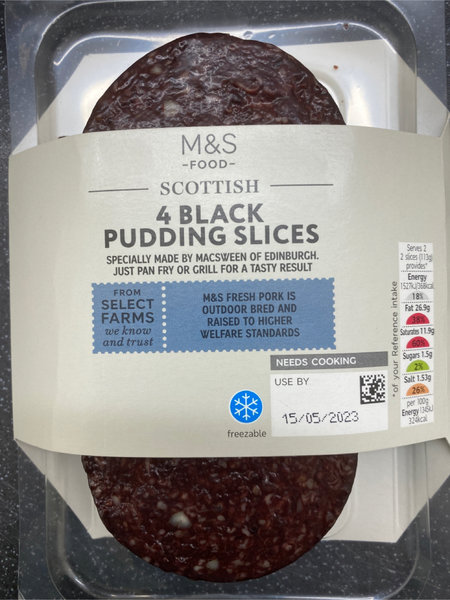 M&S
-FOOD-
SCOTTISH
4 BLACK
PUDDING SLICES
SPECIALLY MADE BY MACSWEEN OF EDINBURGH.
JUST PAN FRY OR GRILL FOR A TASTY RESULT
FROM
SELECT
FARMS
we know
and trust
M&S FRESH PORK IS
OUTDOOR BRED AND
RAISED TO HIGHER
WELFARE STANDARDS
NEEDS COOKING
USE BY
15/05/2023
freezable
*of your Reference intake
Serves 2
2 slices (113g)
provides*
Energy
1527kJ/368kcal
18%
Fat 26.9g
38%
Saturates 11.9g
60%
Sugars 1.5g
2%
Salt 1.53g
26%
per 100g
Energy 1345kJ
324kcal